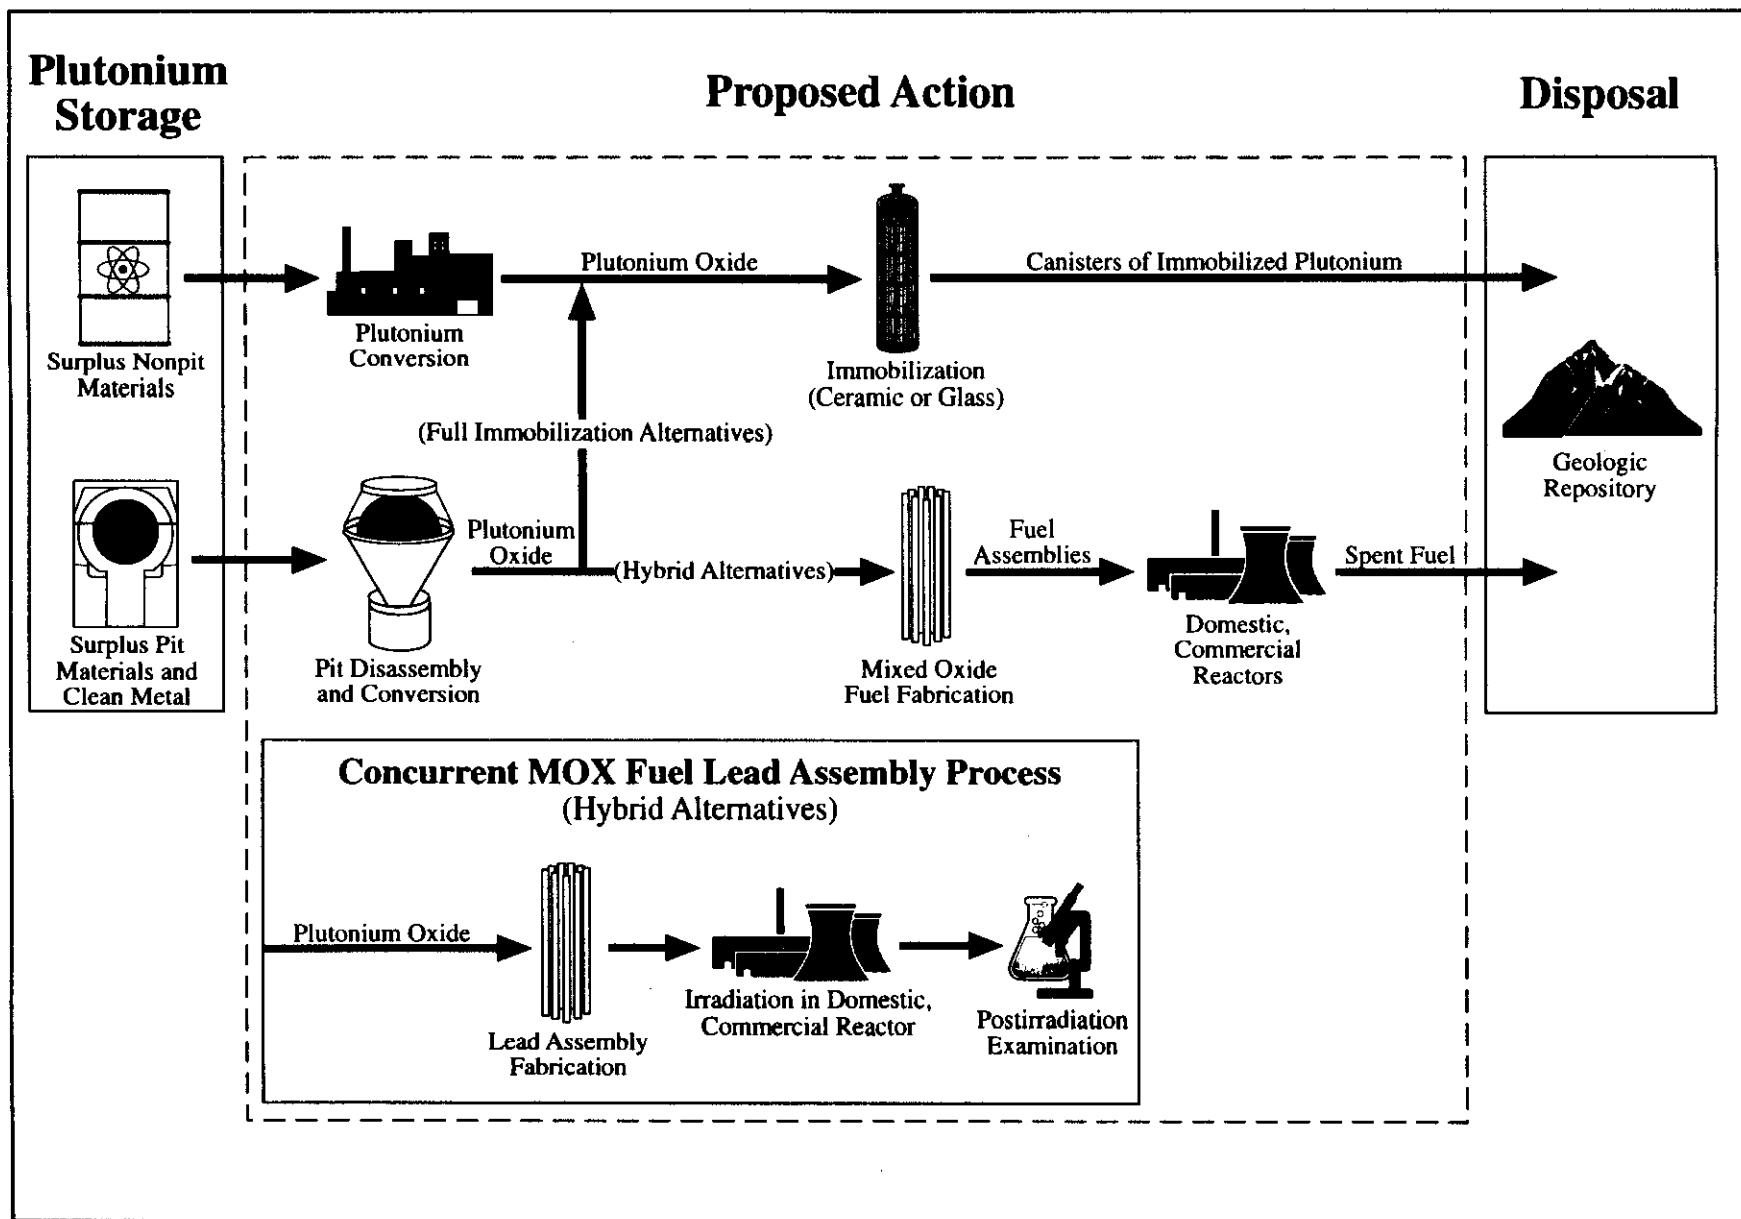 Plutonium
Storage
Proposed Action
Disposal
Surplus Nonpit
Materials
Plutonium
Conversion
Plutonium Oxide
Immobilization
(Ceramic or Glass)
Canisters of Immobilized Plutonium
(Full Immobilization Alternatives)
Geologic
Repository
Surplus Pit
Materials and
Clean Metal
Pit Disassembly
and Conversion
Plutonium
Oxide
(Hybrid Alternatives)
Mixed Oxide
Fuel Fabrication
Fuel
Assemblies
Domestic,
Commercial
Reactors
Spent Fuel
Concurrent MOX Fuel Lead Assembly Process
(Hybrid Alternatives)
Plutonium Oxide
Lead Assembly
Fabrication
Irradiation in Domestic,
Commercial Reactor
Postirradiation
Examination